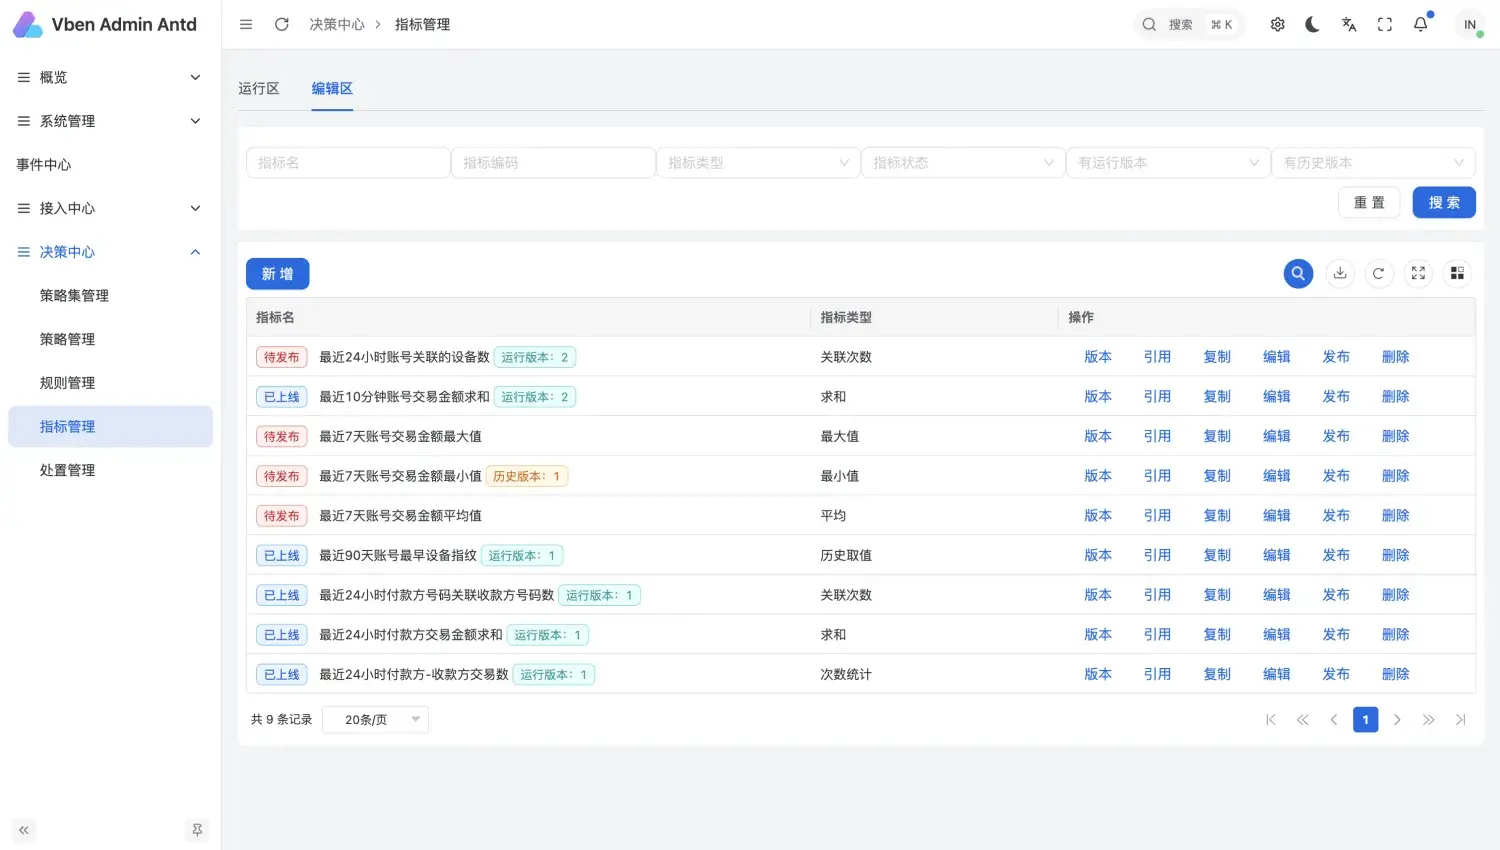 Vben Admin Antd
决策中心 > 指标管理
搜索 ⌘ K
IN
概览
系统管理
事件中心
接入中心
决策中心
策略集管理
策略管理
规则管理
指标管理
处置管理
运行区 编辑区
指标名 指标编码 指标类型 指标状态 有运行版本 有历史版本
重 置 搜 索
新 增
指标名 指标类型 操作
待发布 最近24小时账号关联的设备数 运行版本：2 关联次数 版本 引用 复制 编辑 发布 删除
已上线 最近10分钟账号交易金额求和 运行版本：2 求和 版本 引用 复制 编辑 发布 删除
待发布 最近7天账号交易金额最大值 最大值 版本 引用 复制 编辑 发布 删除
待发布 最近7天账号交易金额最小值 历史版本：1 最小值 版本 引用 复制 编辑 发布 删除
待发布 最近7天账号交易金额平均值 平均 版本 引用 复制 编辑 发布 删除
已上线 最近90天账号最早设备指纹 运行版本：1 历史取值 版本 引用 复制 编辑 发布 删除
已上线 最近24小时付款方号码关联收款方号码数 运行版本：1 关联次数 版本 引用 复制 编辑 发布 删除
已上线 最近24小时付款方交易金额求和 运行版本：1 求和 版本 引用 复制 编辑 发布 删除
已上线 最近24小时付款方-收款方交易数 运行版本：1 次数统计 版本 引用 复制 编辑 发布 删除
共 9 条记录 20条/页 1